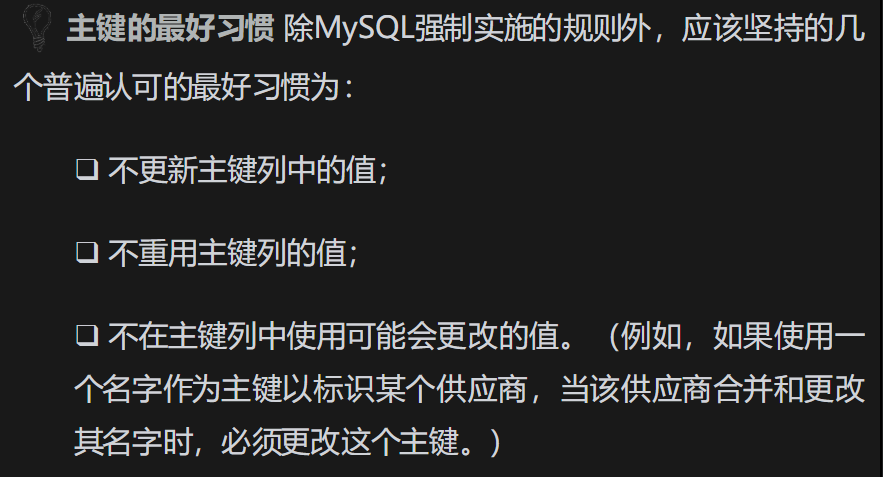 主键的最好习惯 除MySQL强制实施的规则外，应该坚持的几
个普遍认可的最好习惯为：
❑ 不更新主键列中的值；
❑ 不重用主键列的值；
❑ 不在主键列中使用可能会更改的值。（例如，如果使用一
个名字作为主键以标识某个供应商，当该供应商合并和更改
其名字时，必须更改这个主键。）